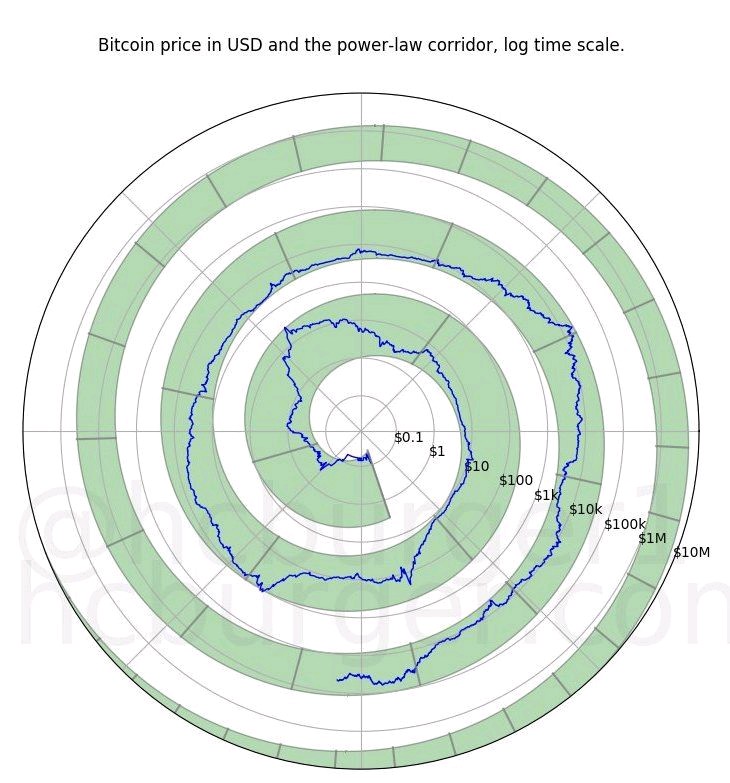 Bitcoin price in USD and the power-law corridor, log time scale.
$0.1
$1
$10
$100
$1k
$10k
$100k
$1M
$10M
@hcburger1
hcburger.com